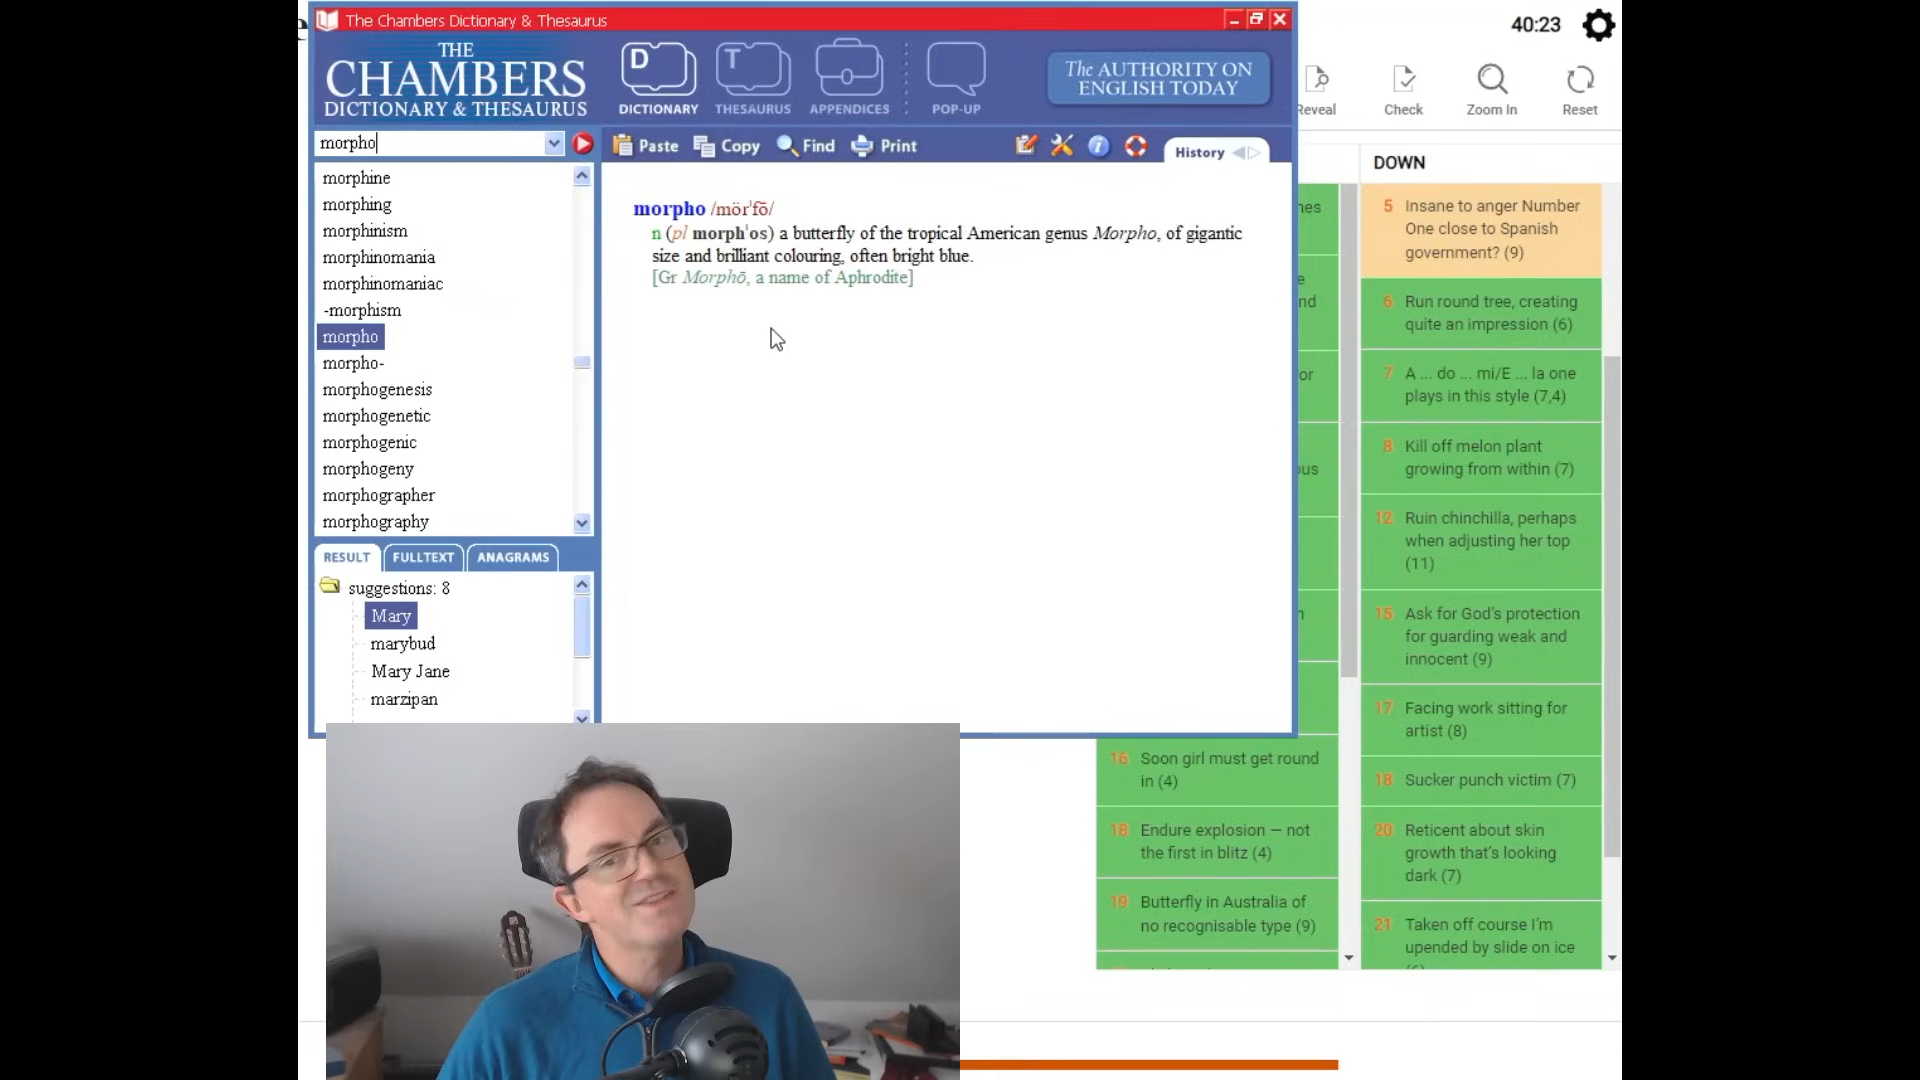 e
The Chambers Dictionary & Thesaurus
THE
CHAMBERS
DICTIONARY & THESAURUS
D
DICTIONARY
T
THESAURUS
APPENDICES
POP-UP
The AUTHORITY ON
ENGLISH TODAY
morpho
Paste
Copy
Find
Print
History
morphine
morphing
morphinism
morphinomania
morphinomaniac
-morphism
morpho
morpho-
morphogenesis
morphogenetic
morphogenic
morphogeny
morphographer
morphography
RESULT
FULLTEXT
ANAGRAMS
suggestions: 8
Mary
marybud
Mary Jane
marzipan
morpho /mörˈfō/
n (pl morphˈos) a butterfly of the tropical American genus Morpho, of gigantic
size and brilliant colouring, often bright blue.
[Gr Morphō, a name of Aphrodite]
40:23
Reveal
Check
Zoom In
Reset
nes
e
nd
or
ous
n
16 Soon girl must get round
in (4)
18 Endure explosion – not
the first in blitz (4)
19 Butterfly in Australia of
no recognisable type (9)
DOWN
5 Insane to anger Number
One close to Spanish
government? (9)
6 Run round tree, creating
quite an impression (6)
7 A ... do ... mi/E ... la one
plays in this style (7,4)
8 Kill off melon plant
growing from within (7)
12 Ruin chinchilla, perhaps
when adjusting her top
(11)
15 Ask for God's protection
for guarding weak and
innocent (9)
17 Facing work sitting for
artist (8)
18 Sucker punch victim (7)
20 Reticent about skin
growth that's looking
dark (7)
21 Taken off course I'm
upended by slide on ice